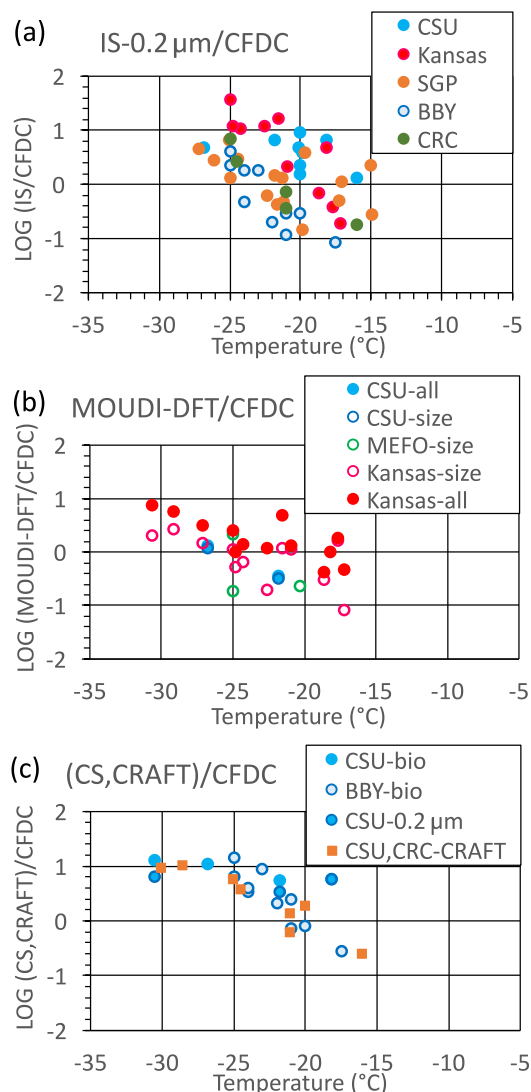 (a)
IS-0.2 µm/CFDC
CSU
Kansas
SGP
BBY
CRC
LOG (IS/CFDC)
2
1
0
-1
-2
-35 -30 -25 -20 -15 -10 -5
Temperature (°C)
(b)
MOUDI-DFT/CFDC
CSU-all
CSU-size
MEFO-size
Kansas-size
Kansas-all
LOG (MOUDI-DFT/CFDC)
2
1
0
-1
-2
-35 -30 -25 -20 -15 -10 -5
Temperature (°C)
(c)
(CS,CRAFT)/CFDC
CSU-bio
BBY-bio
CSU-0.2 µm
CSU,CRC-CRAFT
LOG (CS,CRAFT)/CFDC
2
1
0
-1
-2
-35 -30 -25 -20 -15 -10 -5
Temperature (°C)